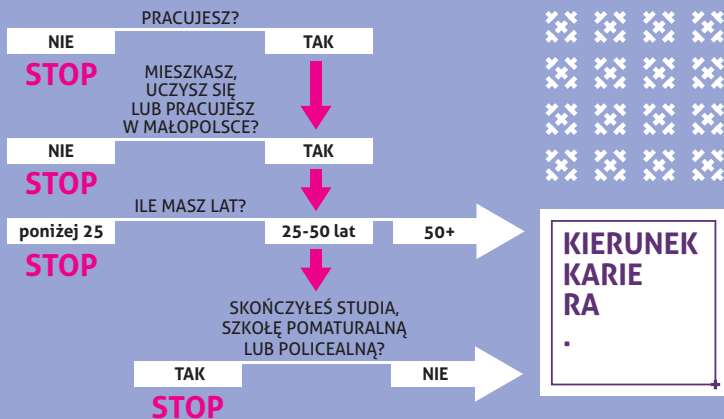 PRACUJESZ?
NIE
TAK
STOP
MIESZKASZ,
UCZYSZ SIĘ
LUB PRACUJESZ
W MAŁOPOLSCE?
NIE
TAK
STOP
ILE MASZ LAT?
poniżej 25
25-50 lat
50+
STOP
KIERUNEK
KARIE
RA
.
SKOŃCZYŁEŚ STUDIA,
SZKOŁĘ POMATURALNĄ
LUB POLICEALNĄ?
TAK
NIE
STOP